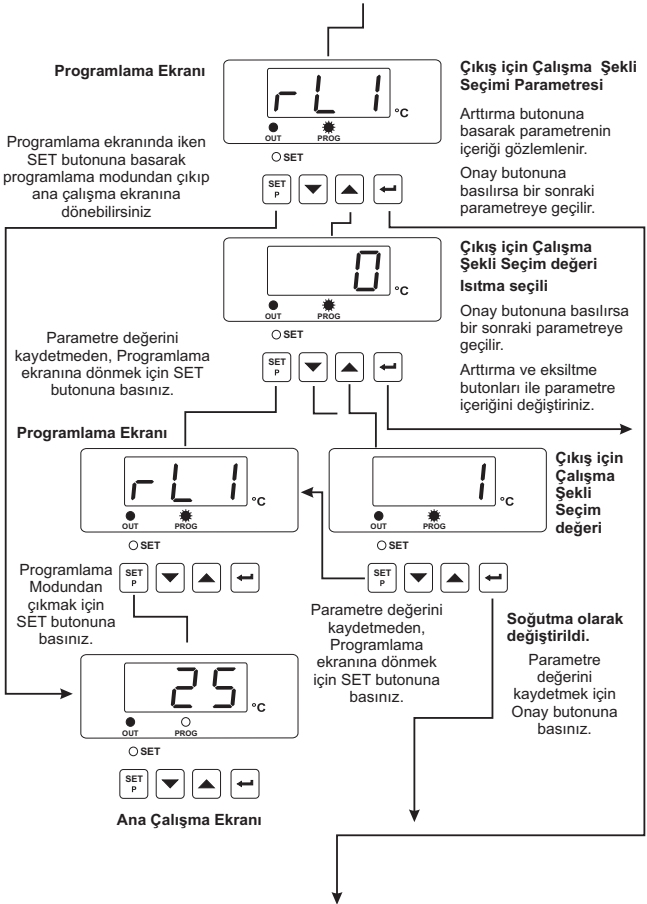 Programlama Ekranı
rL 1
°C
OUT
PROG
SET
SET
P
Çıkış için Çalışma Şekli
Seçimi Parametresi
Arttırma butonuna
basarak parametrenin
içeriği gözlemlenir.
Onay butonuna
basılırsa bir sonraki
parametreye geçilir.
Programlama ekranında iken
SET butonuna basarak
programlama modundan çıkıp
ana çalışma ekranına
dönebilirsiniz
0
°C
OUT
PROG
SET
SET
P
Çıkış için Çalışma
Şekli Seçim değeri
Isıtma seçili
Onay butonuna basılırsa
bir sonraki parametreye
geçilir.
Arttırma ve eksiltme
butonları ile parametre
içeriğini değiştiriniz.
Parametre değerini
kaydetmeden, Programlama
ekranına dönmek için SET
butonuna basınız.
Programlama Ekranı
rL 1
°C
OUT
PROG
SET
SET
P
1
°C
OUT
PROG
SET
SET
P
Çıkış için
Çalışma
Şekli
Seçim
değeri
Programlama
Modundan
çıkmak için
SET butonuna
basınız.
Parametre değerini
kaydetmeden,
Programlama
ekranına dönmek
için SET butonuna
basınız.
Soğutma olarak
değiştirildi.
Parametre
değerini
kaydetmek için
Onay butonuna
basınız.
25
°C
OUT
PROG
SET
SET
P
Ana Çalışma Ekranı